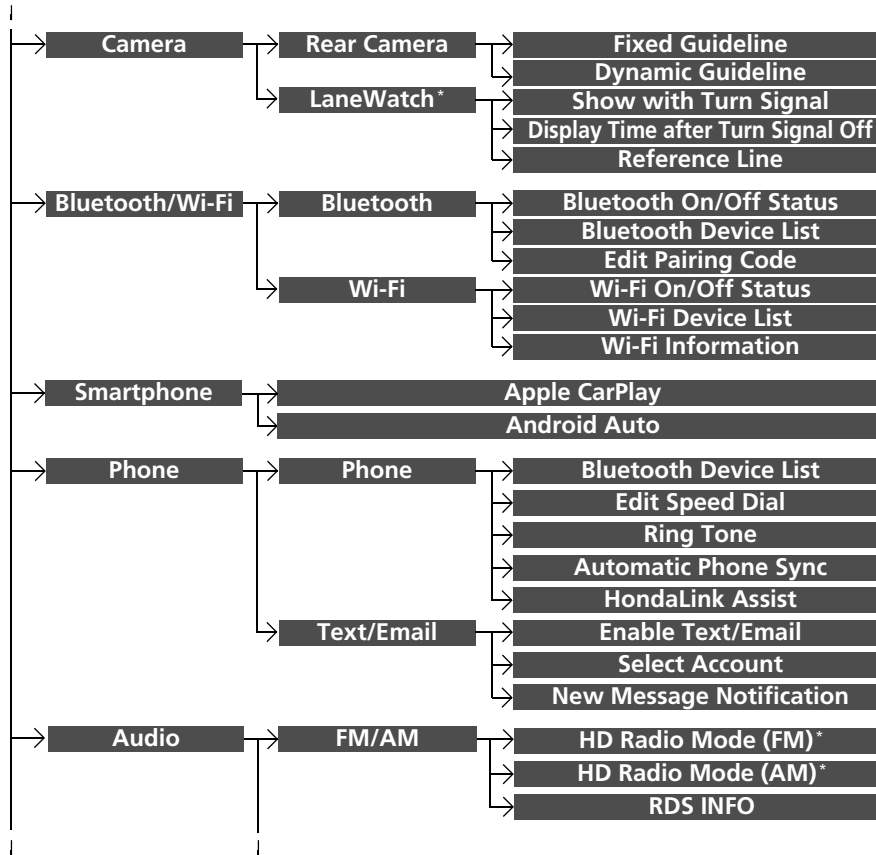 Camera
Rear Camera
Fixed Guideline
Dynamic Guideline
LaneWatch*
Show with Turn Signal
Display Time after Turn Signal Off
Reference Line
Bluetooth/Wi-Fi
Bluetooth
Bluetooth On/Off Status
Bluetooth Device List
Edit Pairing Code
Wi-Fi
Wi-Fi On/Off Status
Wi-Fi Device List
Wi-Fi Information
Smartphone
Apple CarPlay
Android Auto
Phone
Phone
Bluetooth Device List
Edit Speed Dial
Ring Tone
Automatic Phone Sync
HondaLink Assist
Text/Email
Enable Text/Email
Select Account
New Message Notification
Audio
FM/AM
HD Radio Mode (FM)*
HD Radio Mode (AM)*
RDS INFO